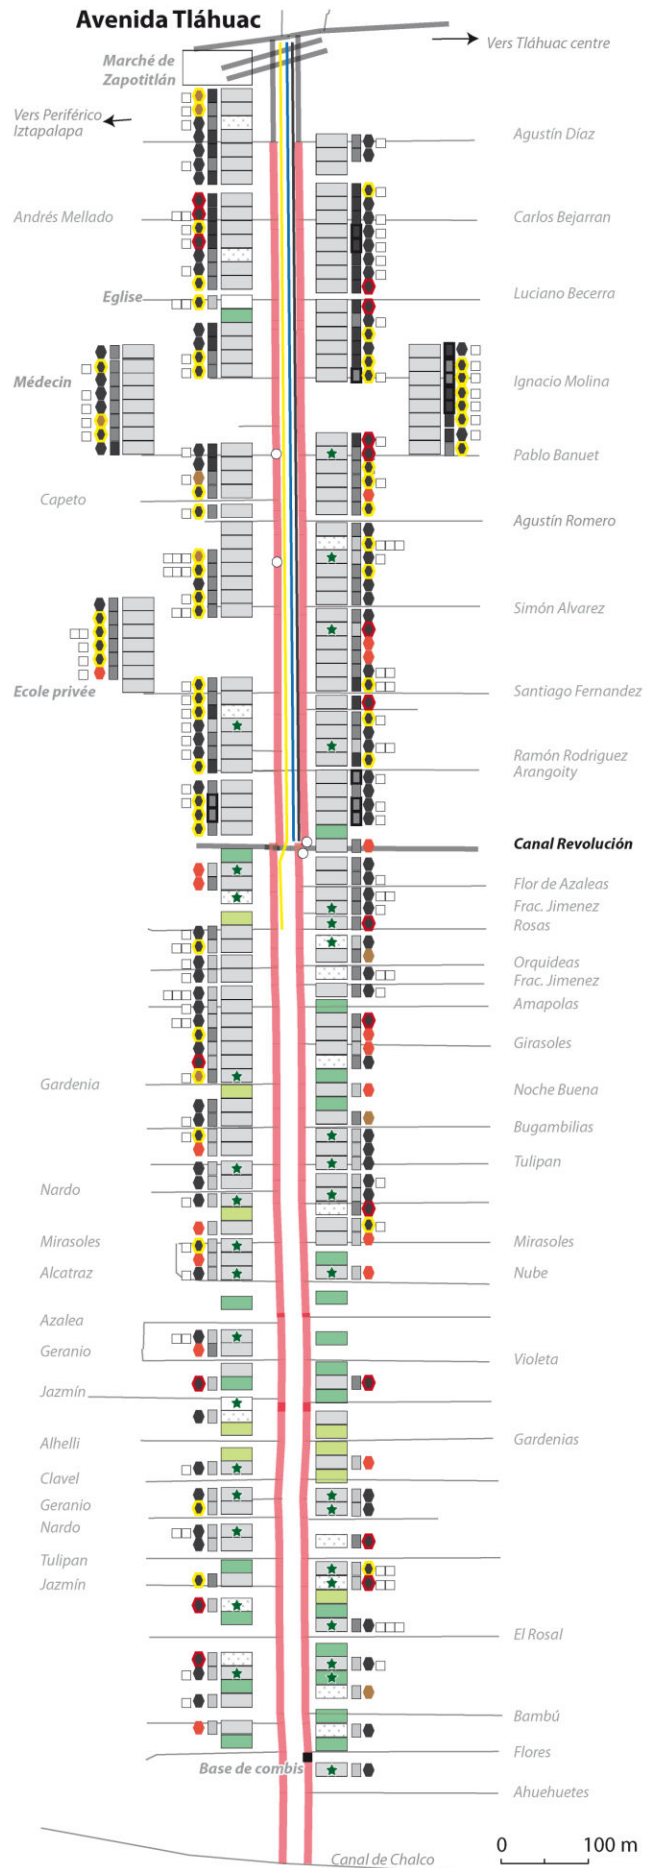 Avenida Tláhuac
Vers Tláhuac centre
Marché de
Zapotitlán
Vers Periférico
Iztapalapa
Agustín Díaz
Andrés Mellado
Carlos Bejarran
Eglise
Luciano Becerra
Médecin
Ignacio Molina
Pablo Banuet
Capeto
Agustín Romero
Simón Alvarez
Ecole privée
Santiago Fernandez
Ramón Rodriguez
Arangoity
Canal Revolución
Flor de Azaleas
Frac. Jimenez
Rosas
Orquideas
Frac. Jimenez
Amapolas
Girasoles
Gardenia
Noche Buena
Bugambilias
Tulipan
Nardo
Mirasoles
Mirasoles
Alcatraz
Nube
Azalea
Geranio
Violeta
Jazmín
Alhelli
Gardenias
Clavel
Geranio
Nardo
Tulipan
Jazmín
El Rosal
Bambú
Flores
Base de combis
Ahuehuetes
0 100 m
Canal de Chalco